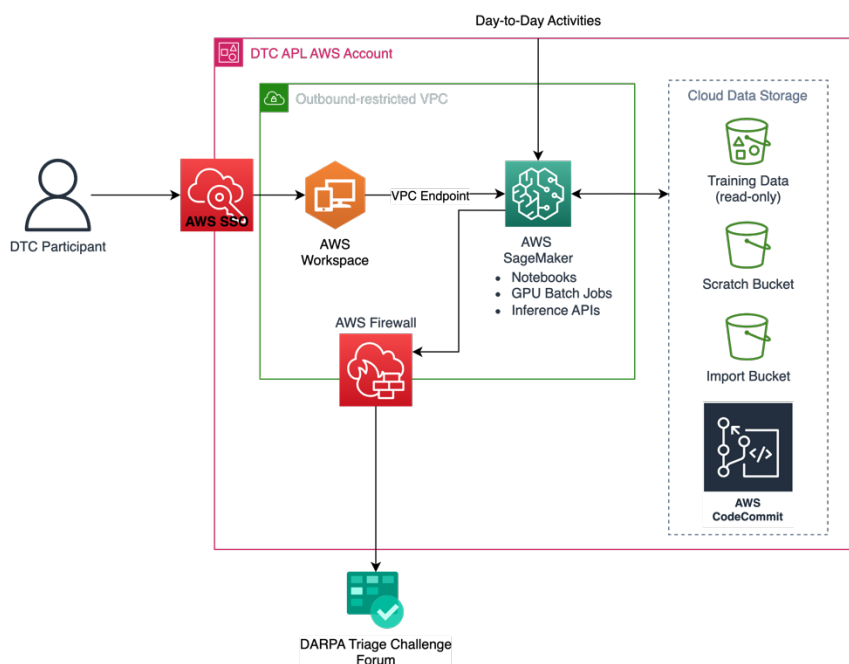 Day-to-Day Activities
DTC APL AWS Account
Outbound-restricted VPC
Cloud Data Storage
Training Data
(read-only)
DTC Participant
AWS SSO
AWS
Workspace
VPC Endpoint
AWS
SageMaker
• Notebooks
• GPU Batch Jobs
• Inference APIs
Scratch Bucket
AWS Firewall
Import Bucket
</>
AWS
CodeCommit
DARPA Triage Challenge
Forum